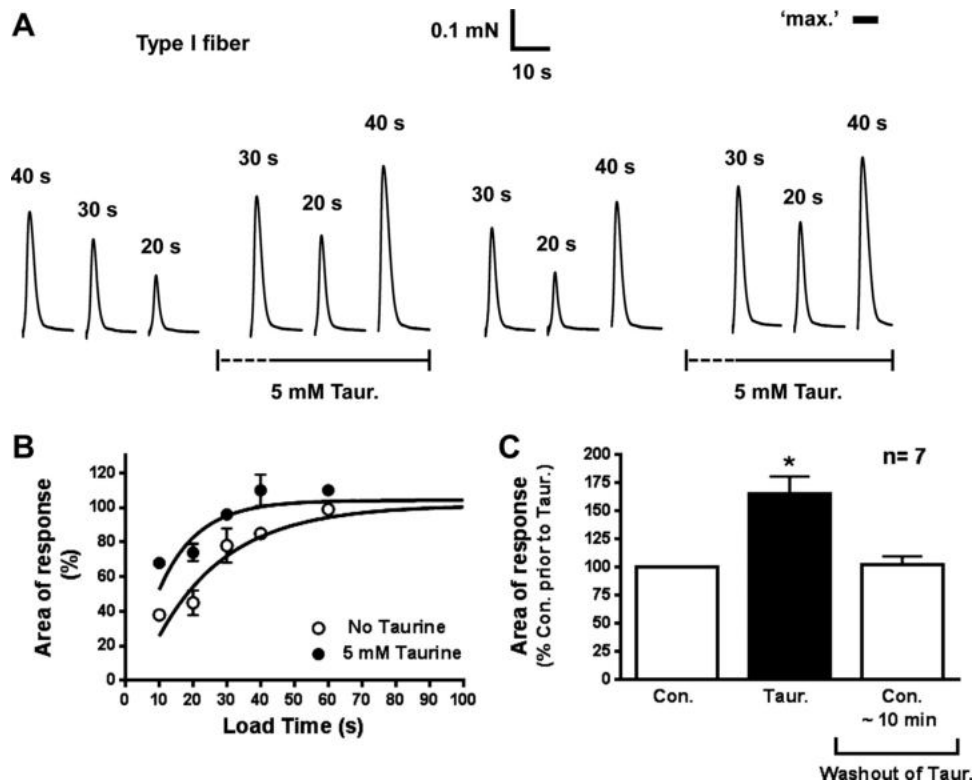 A
Type I fiber
0.1 mN
10 s
‘max.’
40 s
30 s
20 s
30 s
20 s
40 s
30 s
20 s
40 s
30 s
20 s
40 s
5 mM Taur.
5 mM Taur.
B
Area of response
(%)
120
100
80
60
40
20
0
0 10 20 30 40 50 60 70 80 90 100
Load Time (s)
No Taurine
5 mM Taurine
C
n= 7
Area of response
(% Con. prior to Taur.)
200
175
150
125
100
75
50
25
0
*
Con.
Taur.
Con.
~ 10 min
Washout of Taur.